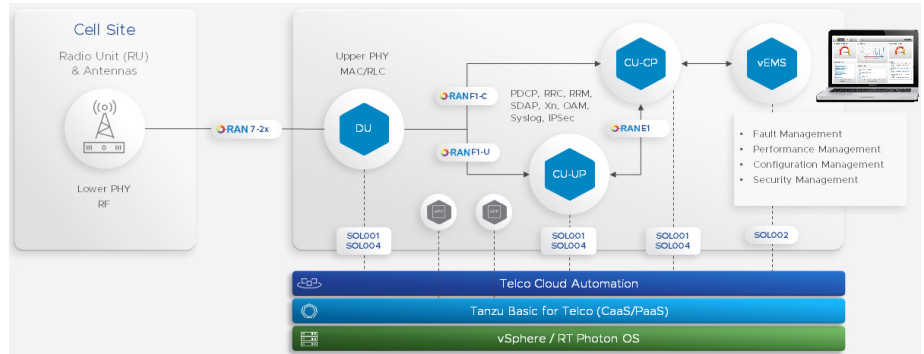 Cell Site
Radio Unit (RU)
& Antennas
Lower PHY
RF
O-RAN 7-2x
Upper PHY
MAC/RLC
DU
O-RAN F1-C
O-RAN F1-U
PDCP, RRC, RRM,
SDAP, Xn, OAM,
Syslog, IPSec
CU-CP
O-RAN E1
CU-UP
vEMS
• Fault Management
• Performance Management
• Configuration Management
• Security Management
APP
APP
SOL001
SOL004
SOL001
SOL004
SOL001
SOL004
SOL002
Telco Cloud Automation
Tanzu Basic for Telco (CaaS/PaaS)
vSphere / RT Photon OS